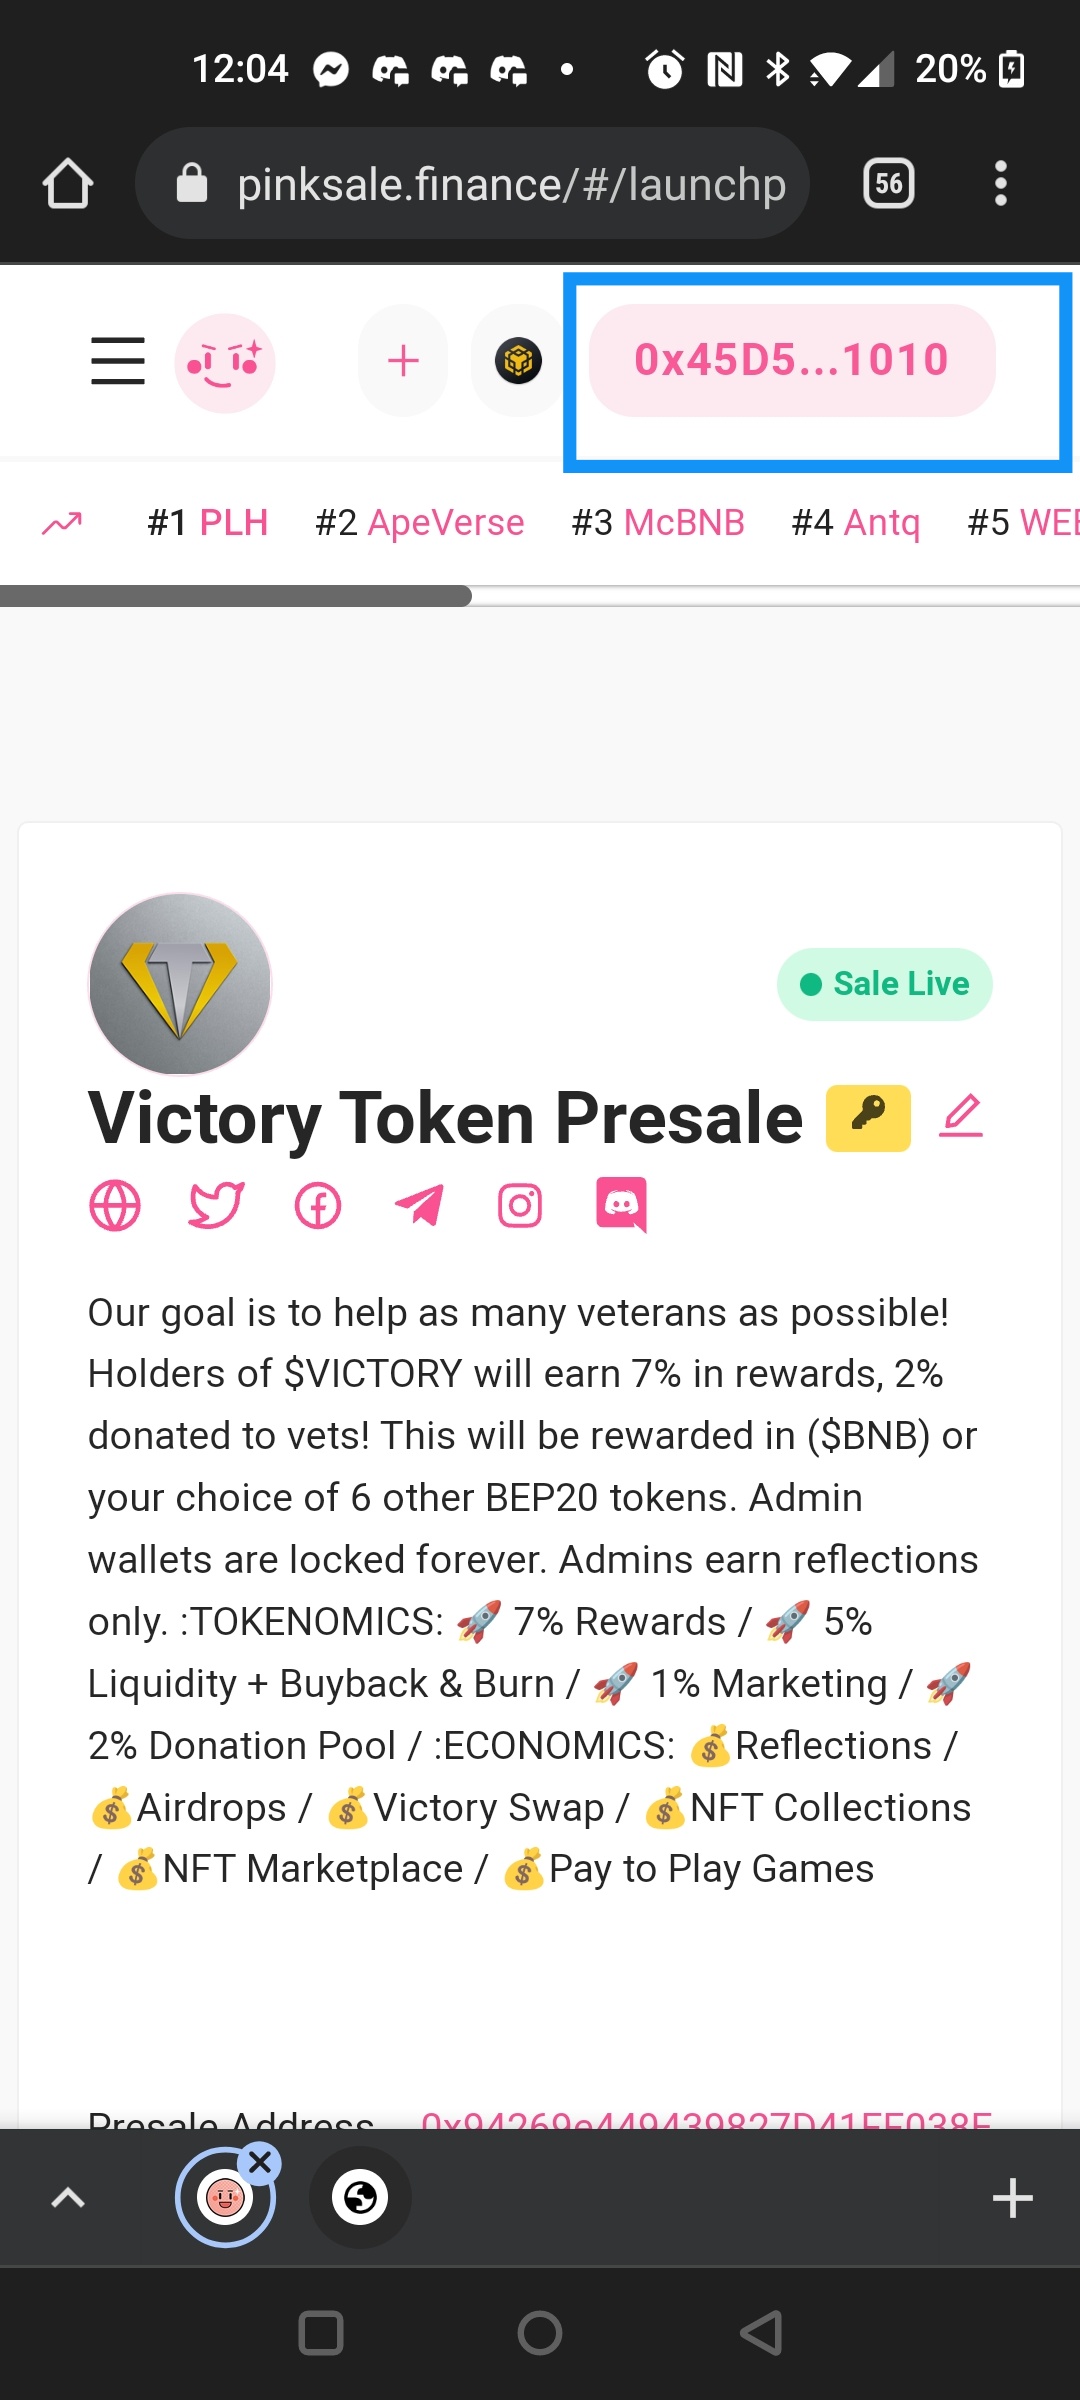 12:04
20%
pinksale.finance/#/launchp
56
0x45D5...1010
#1 PLH #2 ApeVerse #3 McBNB #4 Antq #5 WEE
Sale Live
Victory Token Presale
Our goal is to help as many veterans as possible!
Holders of $VICTORY will earn 7% in rewards, 2%
donated to vets! This will be rewarded in ($BNB) or
your choice of 6 other BEP20 tokens. Admin
wallets are locked forever. Admins earn reflections
only. :TOKENOMICS: 🚀 7% Rewards / 🚀 5%
Liquidity + Buyback & Burn / 🚀 1% Marketing / 🚀
2% Donation Pool / :ECONOMICS: 💰Reflections /
💰Airdrops / 💰Victory Swap / 💰NFT Collections
/ 💰NFT Marketplace / 💰Pay to Play Games
Presale Address